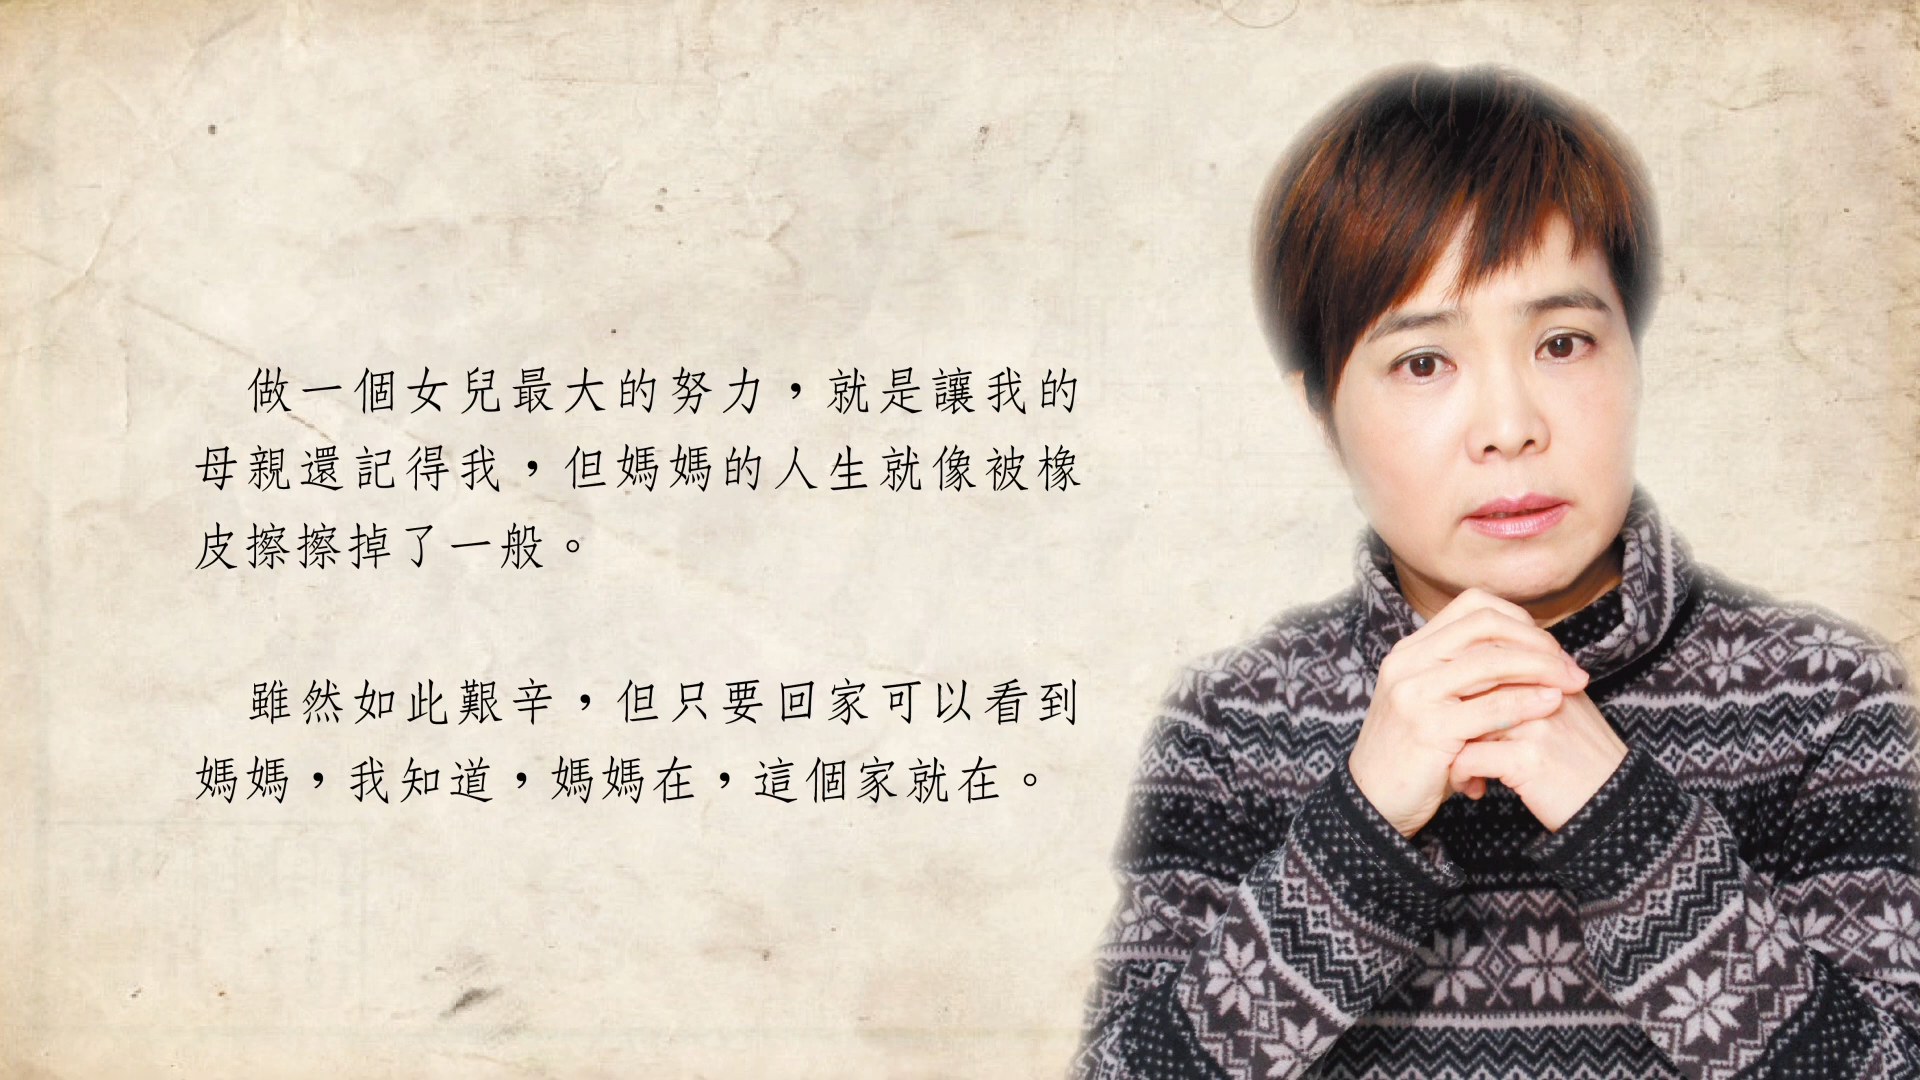 做一個女兒最大的努力，就是讓我的
母親還記得我，但媽媽的人生就像被橡
皮擦擦掉了一般。
雖然如此艱辛，但只要回家可以看到
媽媽，我知道，媽媽在，這個家就在。